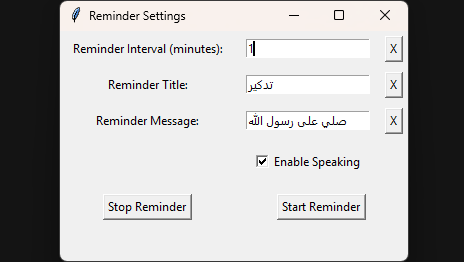 Reminder Settings
Reminder Interval (minutes): 1 X
Reminder Title: تدكير X
Reminder Message: صلي على رسول الله X
Enable Speaking
Stop Reminder Start Reminder